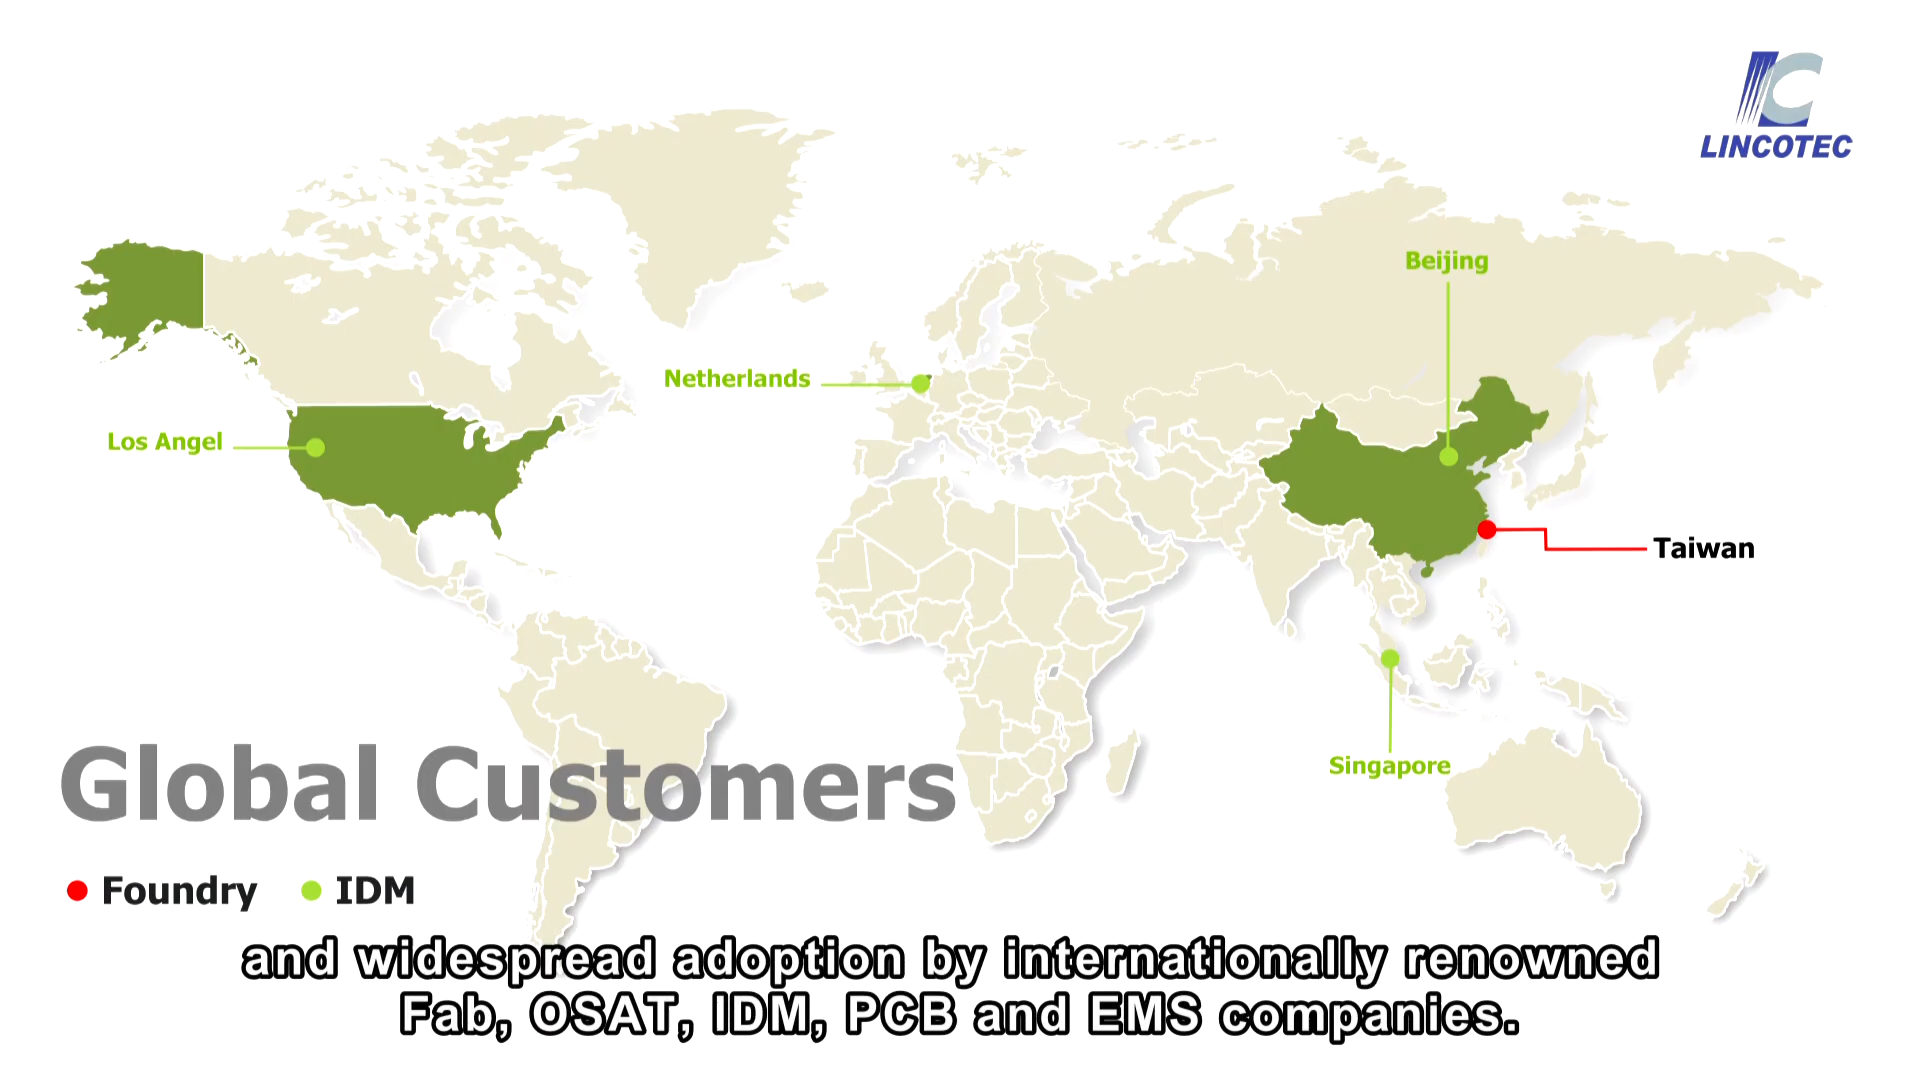 LINCOTEC
Beijing
Netherlands
Los Angel
Taiwan
Singapore
Global Customers
Foundry
IDM
and widespread adoption by internationally renowned
Fab, OSAT, IDM, PCB and EMS companies.